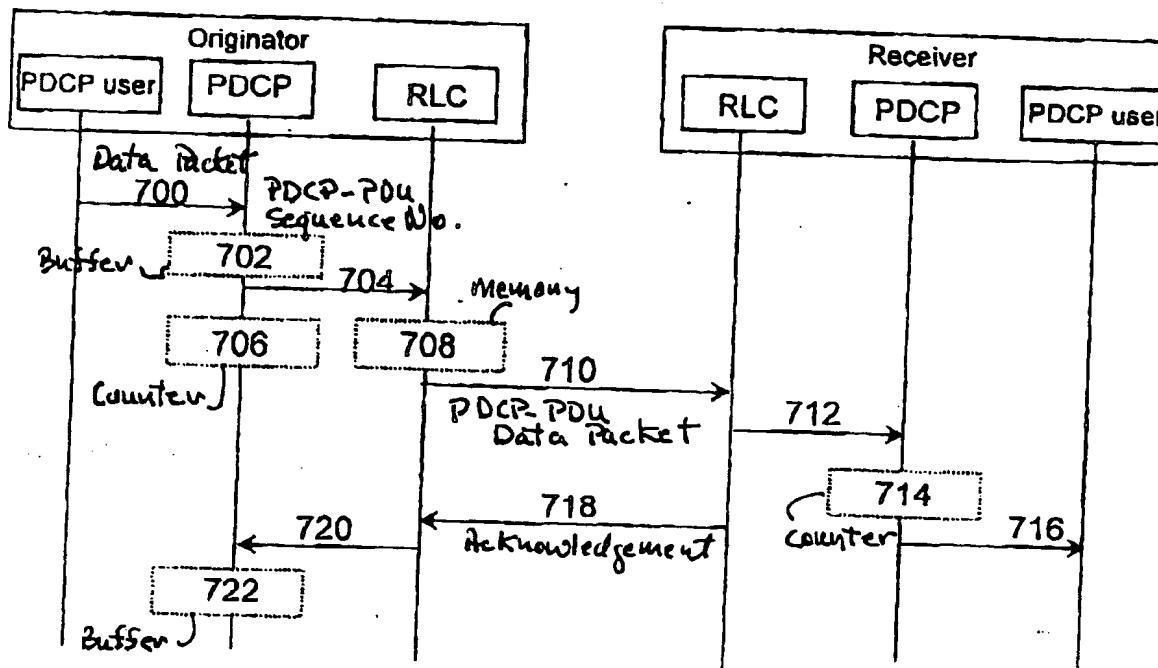 Originator
PDCP user
PDCP
RLC
Receiver
RLC
PDCP
PDCP user
Data Packet
700
PDCP-PDU
Sequence No.
Buffer
702
704
Memory
706
708
Counter
710
PDCP-PDU
Data Packet
712
714
Counter
716
718
Acknowledgement
720
722
Buffer